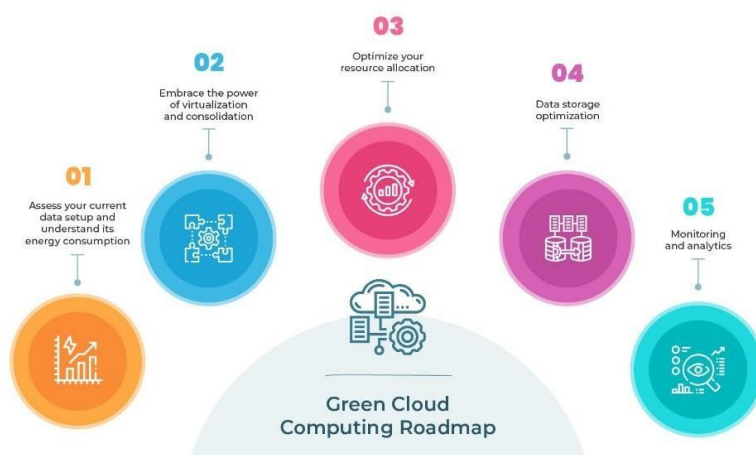 01
Assess your current
data setup and
understand its
energy consumption
02
Embrace the power
of virtualization
and consolidation
03
Optimize your
resource allocation
04
Data storage
optimization
05
Monitoring
and analytics
Green Cloud
Computing Roadmap